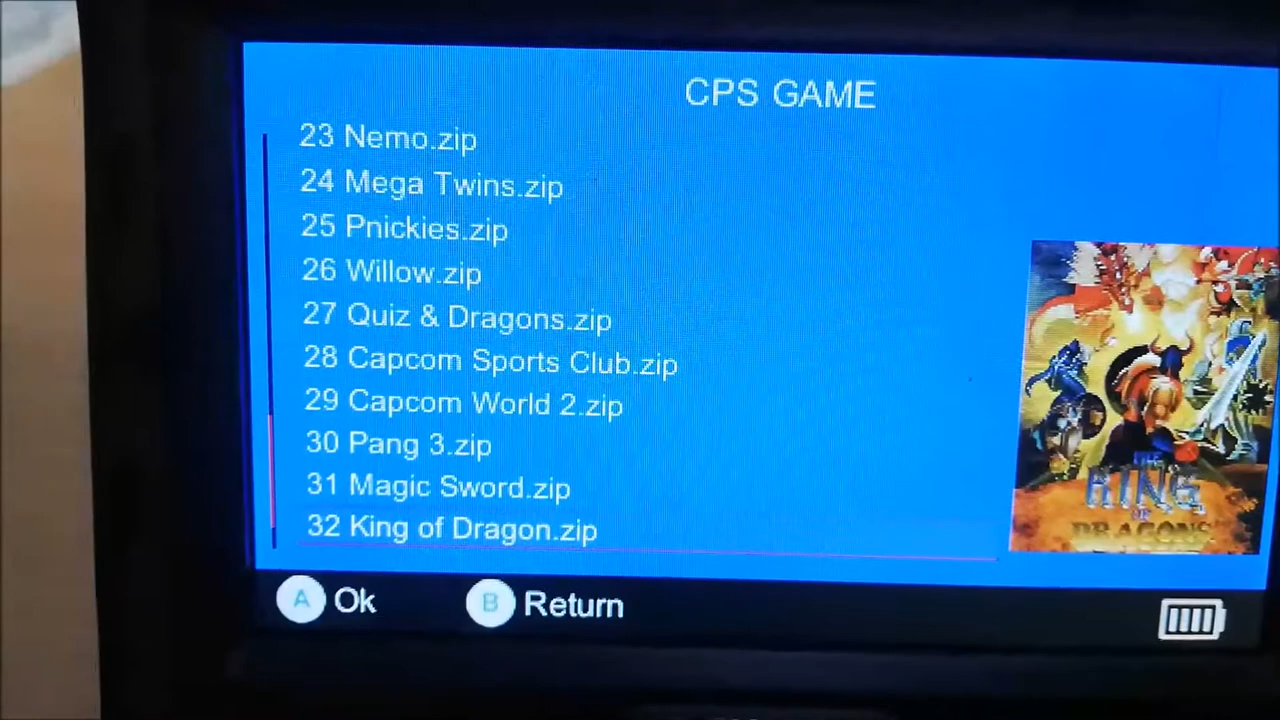 CPS GAME
23 Nemo.zip
24 Mega Twins.zip
25 Pnickies.zip
26 Willow.zip
27 Quiz & Dragons.zip
28 Capcom Sports Club.zip
29 Capcom World 2.zip
30 Pang 3.zip
31 Magic Sword.zip
32 King of Dragon.zip
THE
KING
OF
DRAGONS
A Ok
B Return